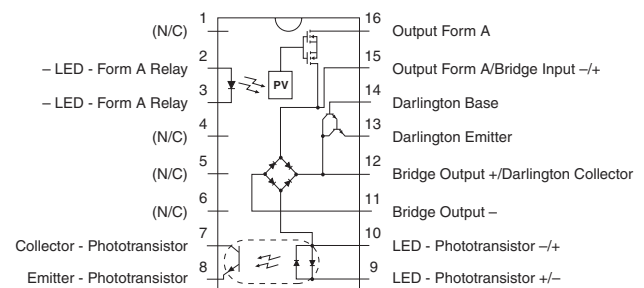 1
(N/C)
2
– LED - Form A Relay
3
– LED - Form A Relay
4
(N/C)
5
(N/C)
6
(N/C)
7
Collector - Phototransistor
8
Emitter - Phototransistor
PV
16
Output Form A
15
Output Form A/Bridge Input –/+
14
Darlington Base
13
Darlington Emitter
12
Bridge Output +/Darlington Collector
11
Bridge Output –
10
LED - Phototransistor –/+
9
LED - Phototransistor +/–